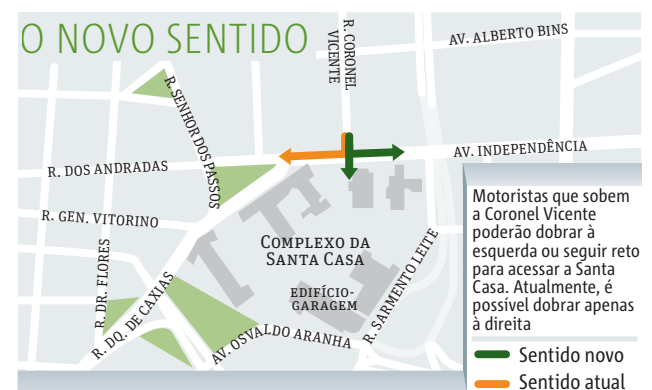 O NOVO SENTIDO
R. CORONEL
VICENTE
AV. ALBERTO BINS
R. SENHOR DOS PASSOS
AV. INDEPENDÊNCIA
R. DOS ANDRADAS
R. GEN. VITORINO
R. DR. FLORES
R. DQ. DE CAXIAS
COMPLEXO DA
SANTA CASA
EDIFÍCIO-
GARAGEM
R. SARMENTO LEITE
AV. OSVALDO ARANHA
Motoristas que sobem
a Coronel Vicente
poderão dobrar à
esquerda ou seguir reto
para acessar a Santa
Casa. Atualmente, é
possível dobrar apenas
à direita
Sentido novo
Sentido atual